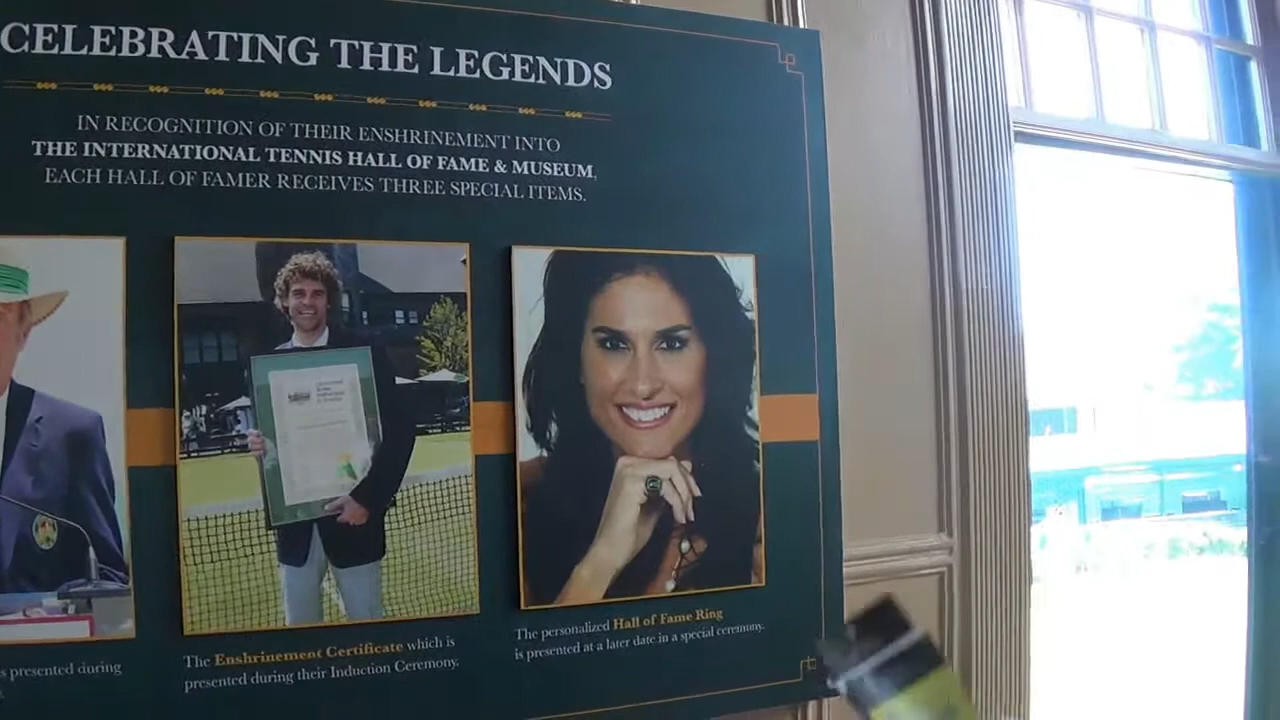 CELEBRATING THE LEGENDS
IN RECOGNITION OF THEIR ENSHRINEMENT INTO
THE INTERNATIONAL TENNIS HALL OF FAME & MUSEUM,
EACH HALL OF FAMER RECEIVES THREE SPECIAL ITEMS.
presented during
The Enshrinement Certificate which is
presented during their Induction Ceremony.
The personalized Hall of Fame Ring
is presented at a later date in a special ceremony.